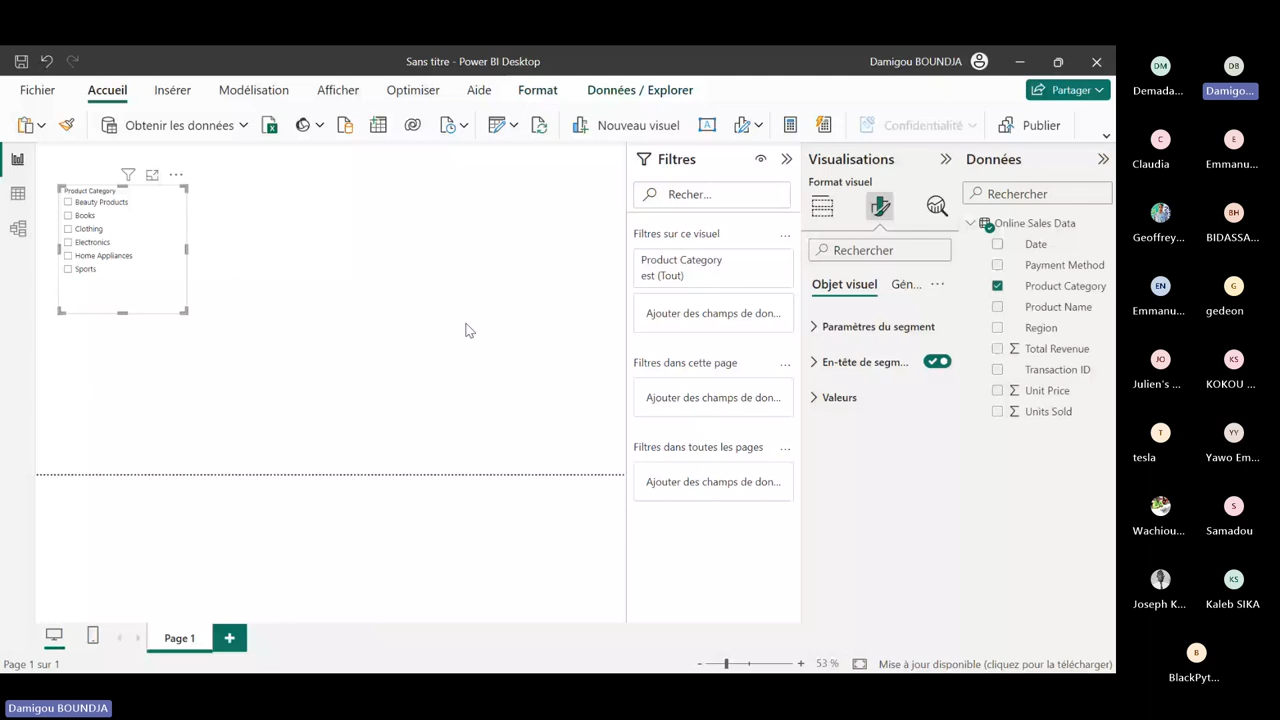 Sans titre - Power BI Desktop
Damigou BOUNDJA
Fichier
Accueil
Insérer
Modélisation
Afficher
Optimiser
Aide
Format
Données / Explorer
Partager
Obtenir les données
Nouveau visuel
Confidentialité
Publier
Product Category
Beauty Products
Books
Clothing
Electronics
Home Appliances
Sports
Filtres
Recher...
Filtres sur ce visuel
...
Product Category
est (Tout)
Ajouter des champs de don...
Filtres dans cette page
...
Ajouter des champs de don...
Filtres dans toutes les pages
...
Ajouter des champs de don...
Visualisations
Format visuel
Rechercher
Objet visuel
Gén...
Paramètres du segment
En-tête de segm...
Valeurs
Données
Rechercher
Online Sales Data
Date
Payment Method
Product Category
Product Name
Region
Σ Total Revenue
Transaction ID
Σ Unit Price
Σ Units Sold
Page 1
Page 1 sur 1
- + 53 %
Mise à jour disponible (cliquez pour la télécharger)
DM
Demada...
DB
Damigo...
C
Claudia
E
Emmanu...
Geoffrey...
BH
BIDASSA...
EN
Emmanu...
G
gedeon
JO
Julien's ...
KS
KOKOU ...
T
tesla
YY
Yawo Em...
Wachiou...
S
Samadou
Joseph K...
KS
Kaleb SIKA
B
BlackPyt...
Damigou BOUNDJA